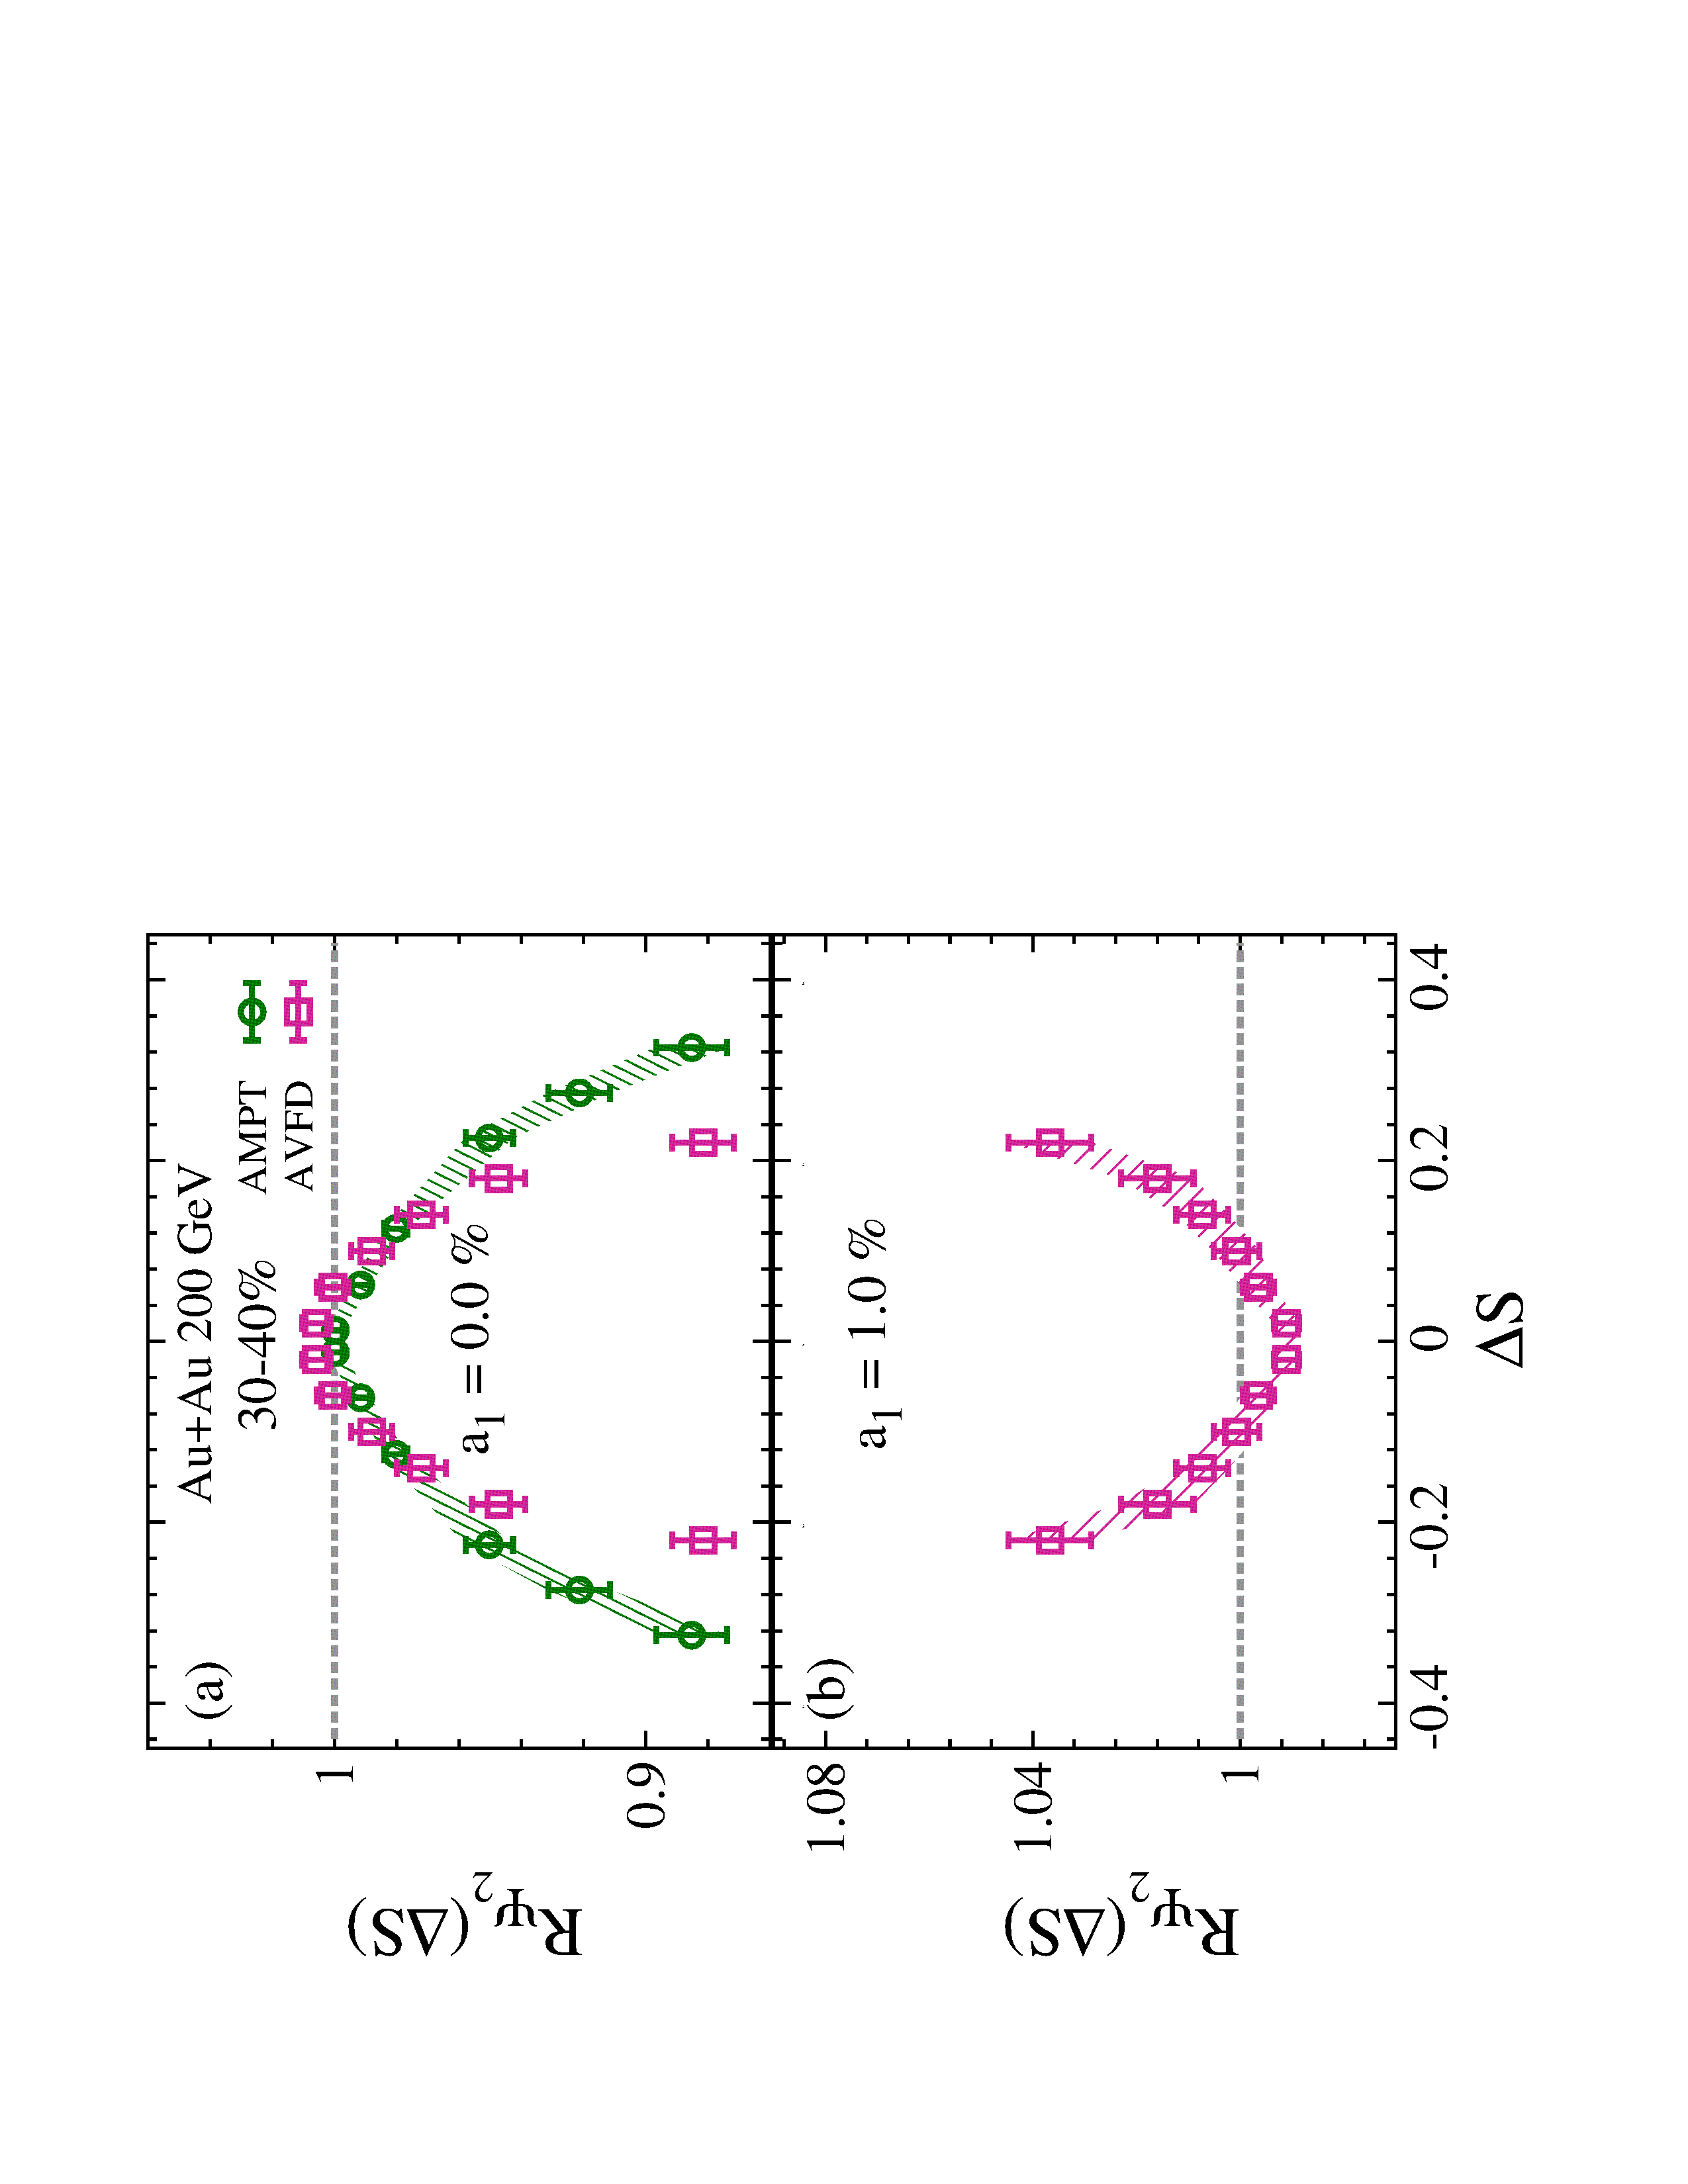 Au+Au 200 GeV
(a)
30-40%
AMPT
AVFD
a1 = 0.0 %
1
0.9
RΨ2(ΔS)
(b)
a1 = 1.0 %
1.08
1.04
1
RΨ2(ΔS)
-0.4
-0.2
0
0.2
0.4
ΔS